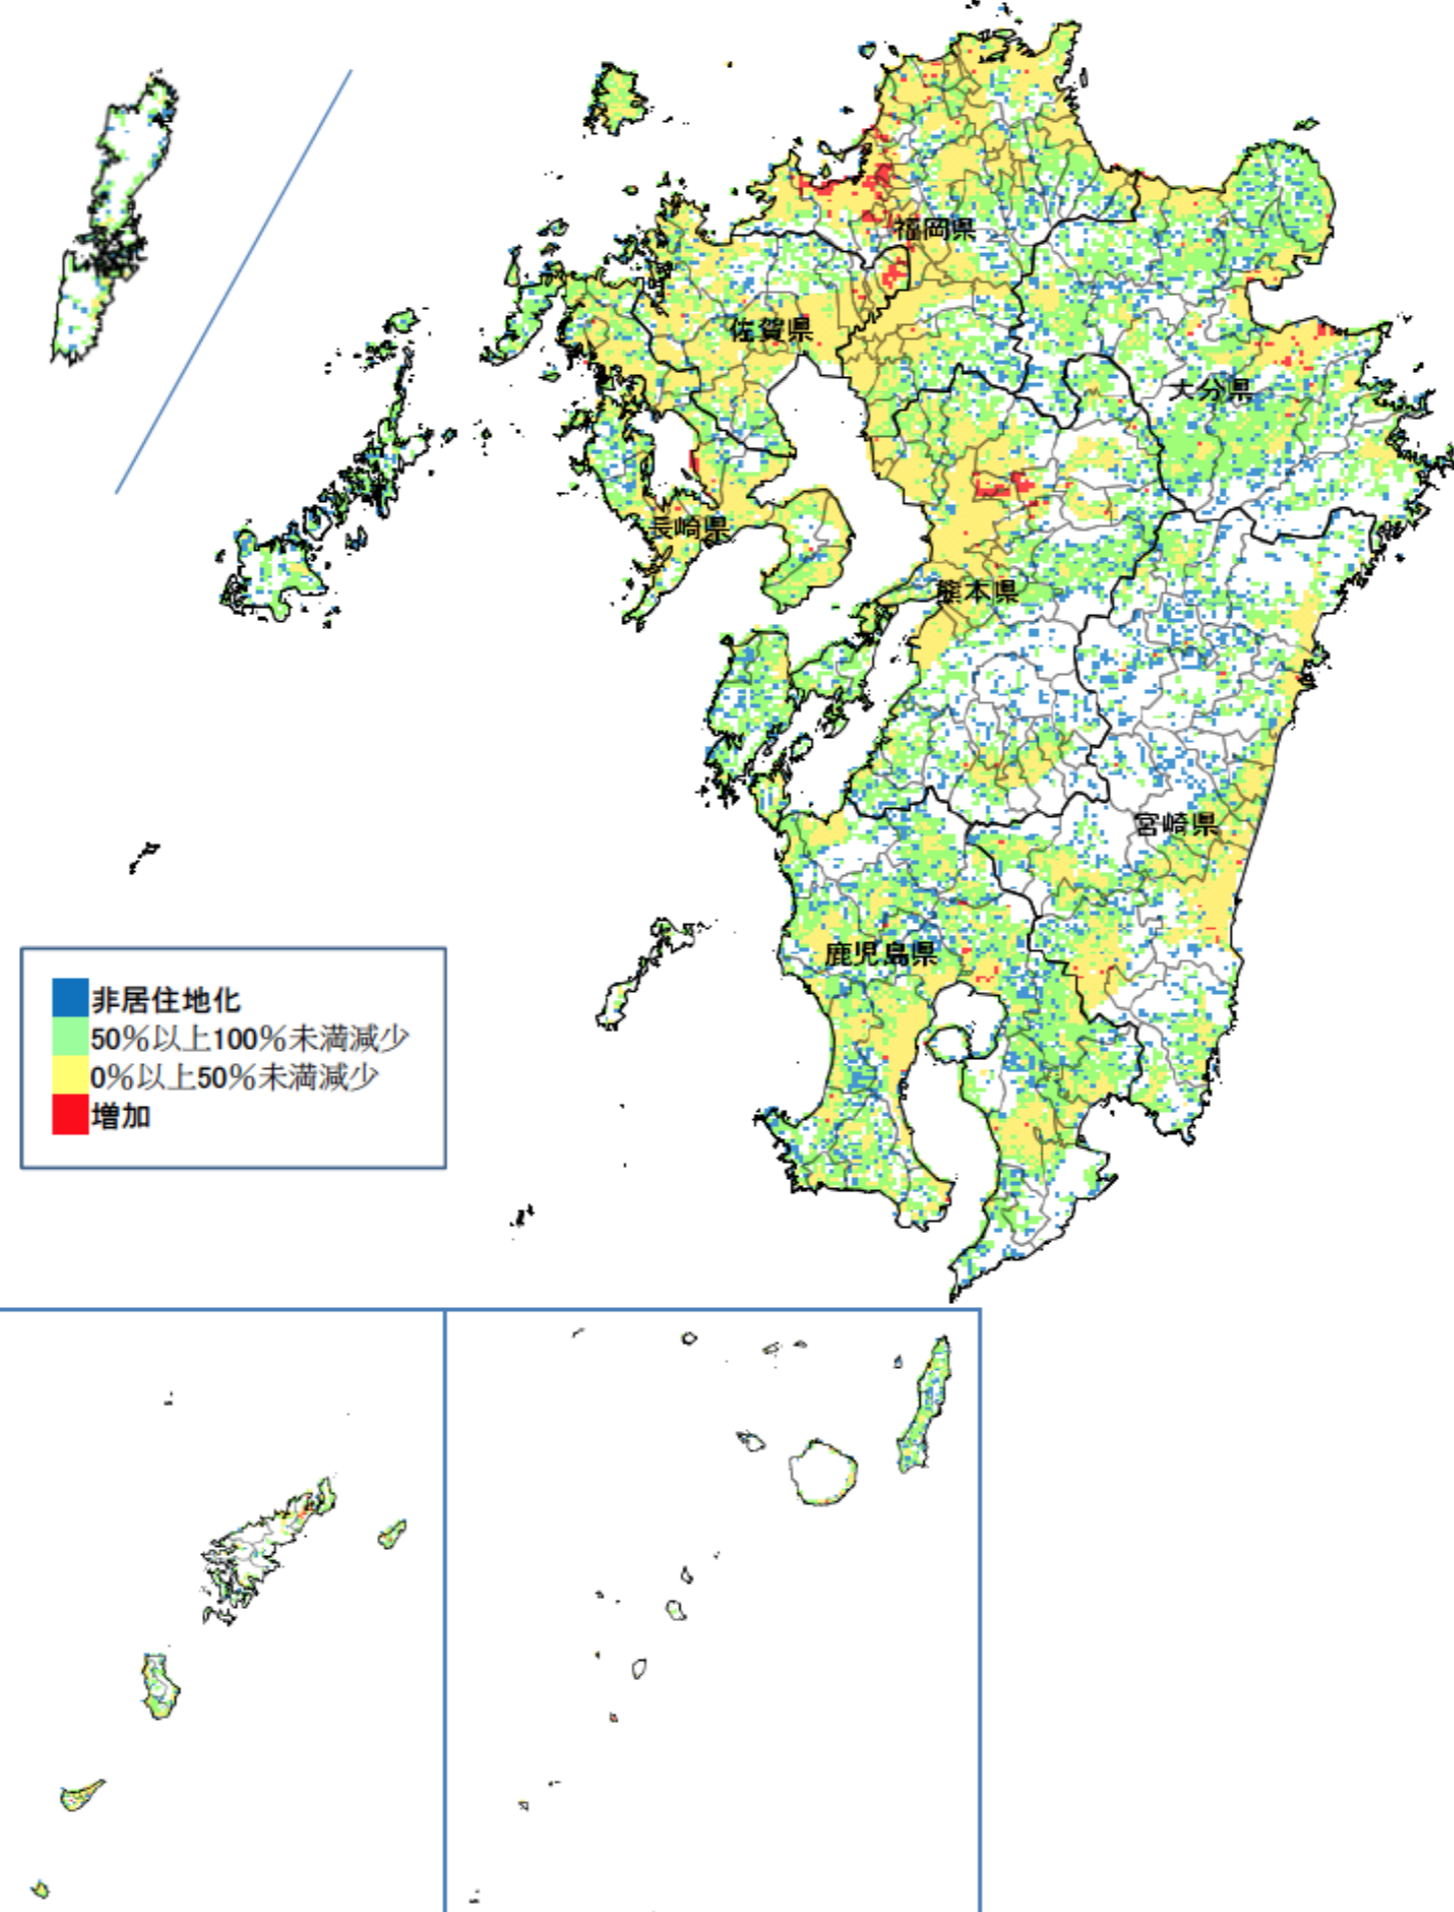 福岡県
佐賀県
大分県
長崎県
熊本県
宮崎県
鹿児島県
非居住地化
50%以上100%未満減少
0%以上50%未満減少
増加